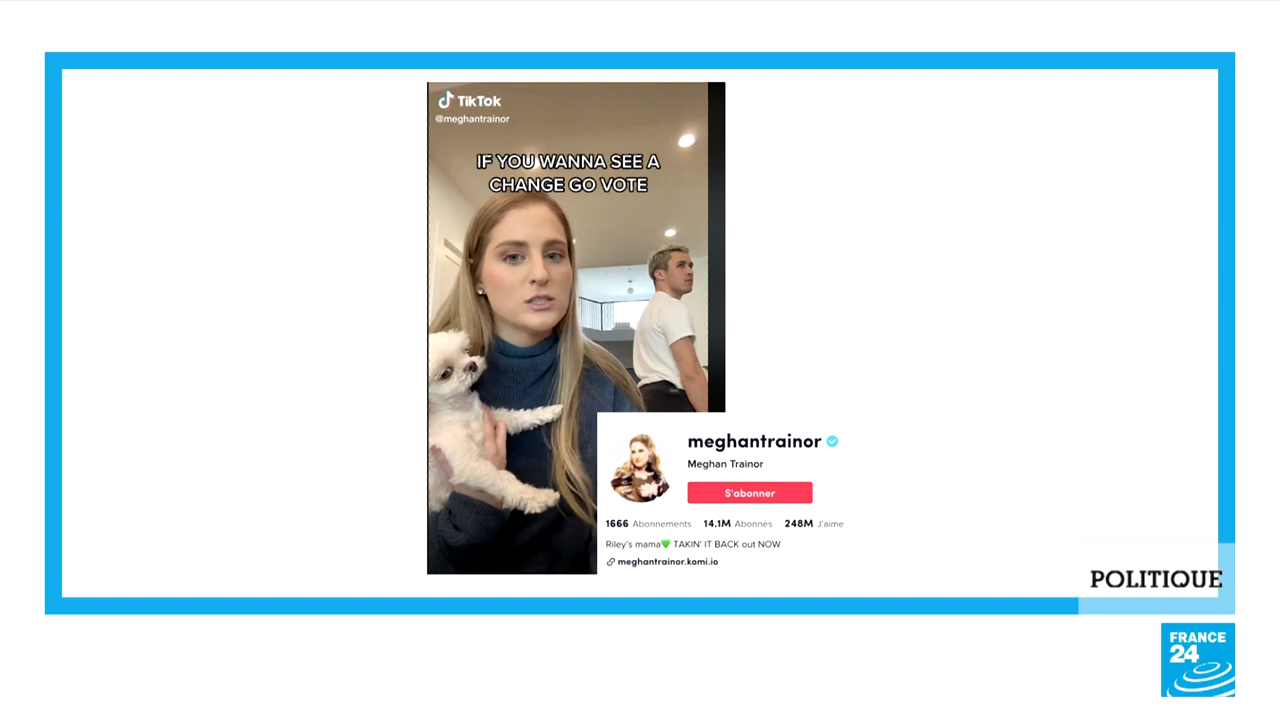 TikTok
@meghantrainor
IF YOU WANNA SEE A
CHANGE GO VOTE
meghantrainor
Meghan Trainor
S'abonner
1666 Abonnements 14.1M Abonnés 248M J'aime
Riley's mama💚 TAKIN' IT BACK out NOW
meghantrainor.komi.io
POLITIQUE
FRANCE
24